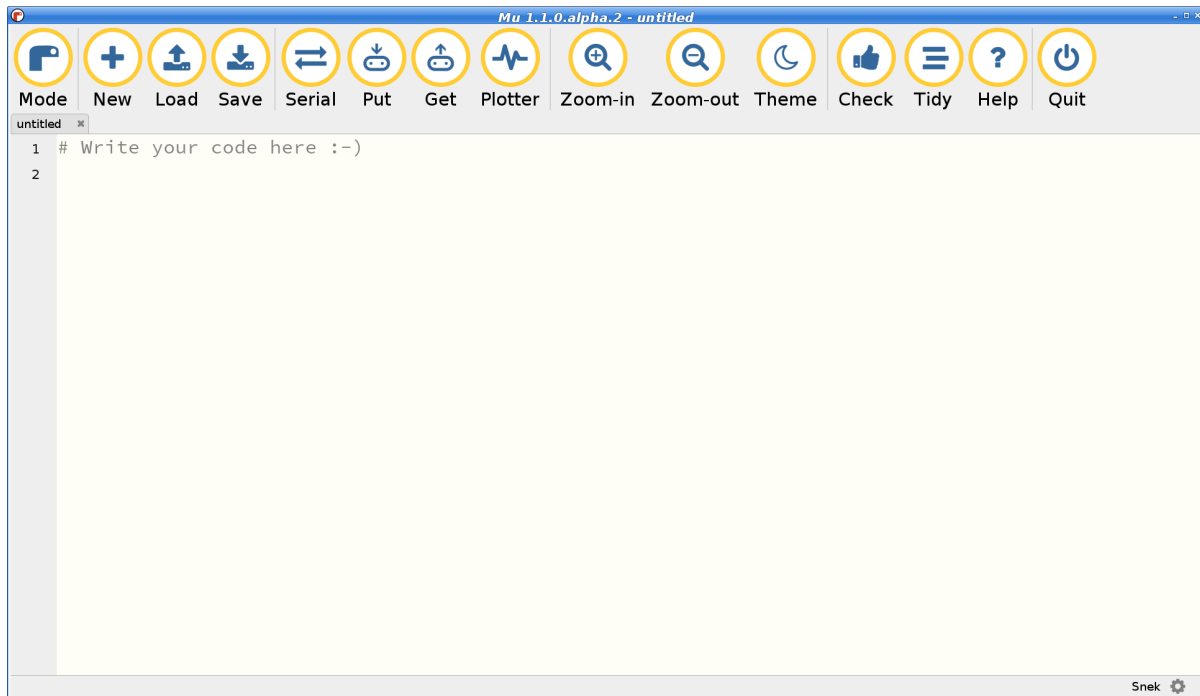 Mu 1.1.0.alpha.2 - untitled
Mode New Load Save Serial Put Get Plotter Zoom-in Zoom-out Theme Check Tidy Help Quit
untitled
1 # Write your code here :-)
2
Snek